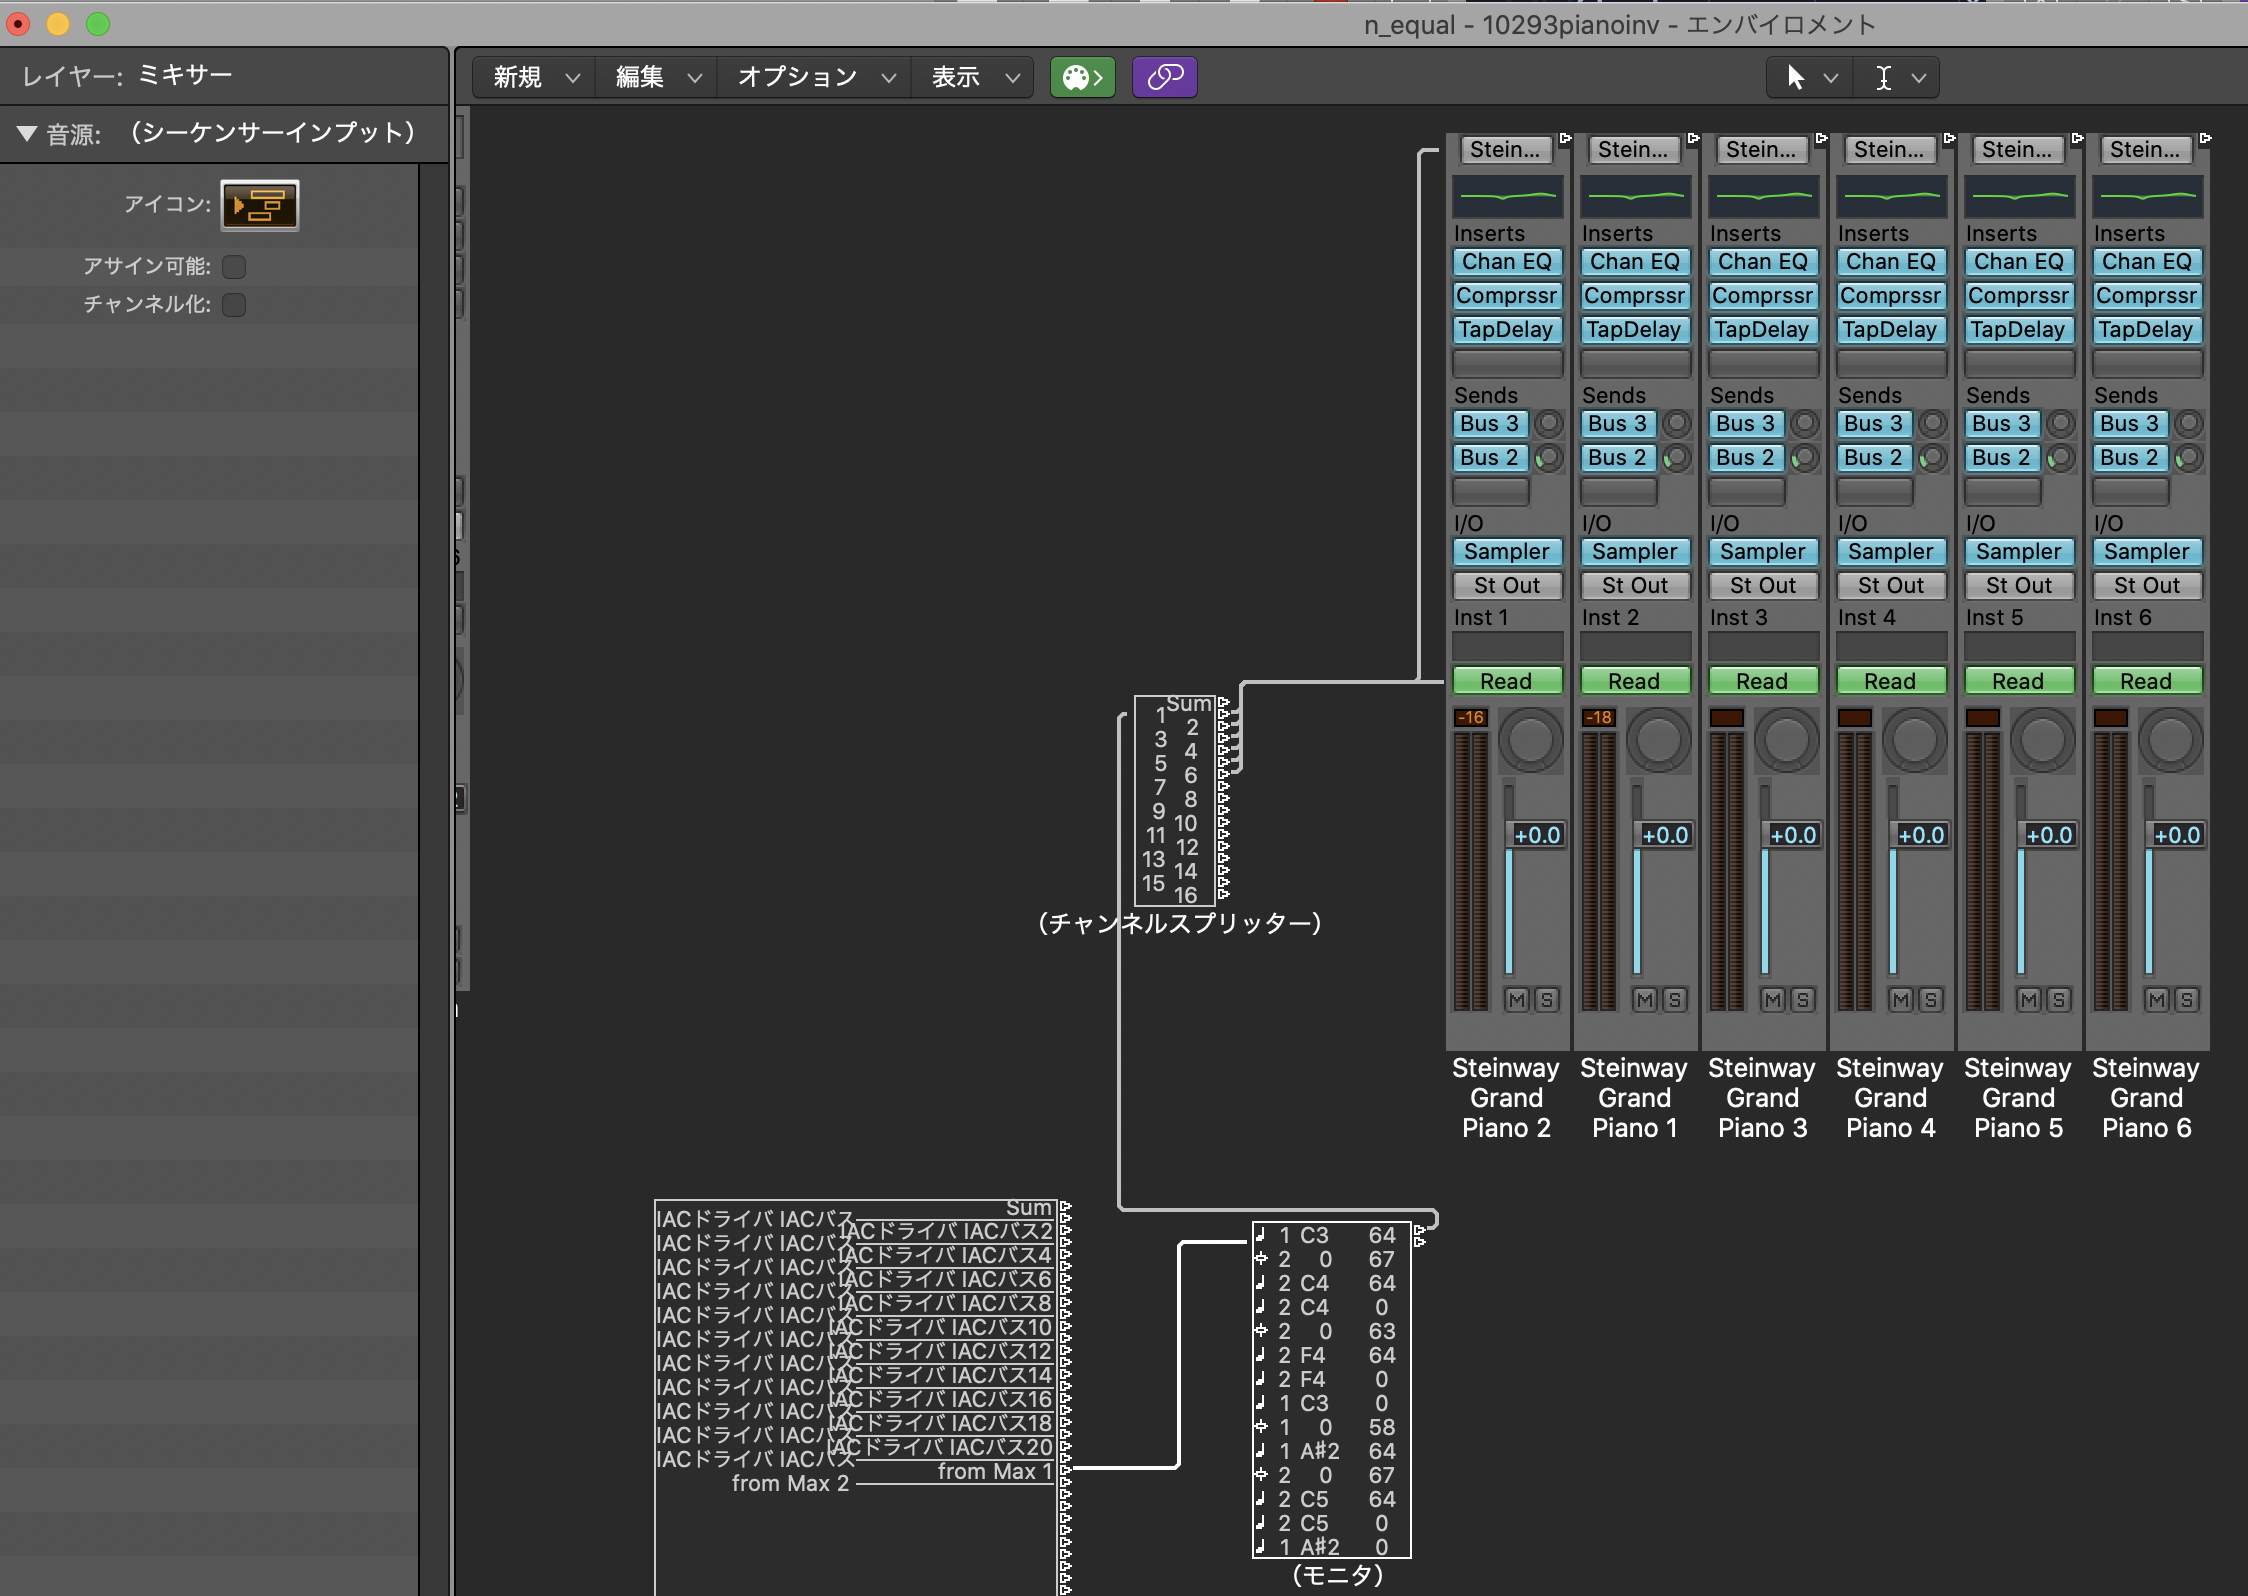 n_equal - 10293pianoinv - エンバイロメント
レイヤー: ミキサー
新規 編集 オプション 表示
音源: （シーケンサーインプット）
アイコン:
アサイン可能:
チャンネル化:
Stein... Stein... Stein... Stein... Stein... Stein...
Inserts Inserts Inserts Inserts Inserts Inserts
Chan EQ Chan EQ Chan EQ Chan EQ Chan EQ Chan EQ
Comprssr Comprssr Comprssr Comprssr Comprssr Comprssr
TapDelay TapDelay TapDelay TapDelay TapDelay TapDelay
Sends Sends Sends Sends Sends Sends
Bus 3 Bus 3 Bus 3 Bus 3 Bus 3 Bus 3
Bus 2 Bus 2 Bus 2 Bus 2 Bus 2 Bus 2
I/O I/O I/O I/O I/O I/O
Sampler Sampler Sampler Sampler Sampler Sampler
St Out St Out St Out St Out St Out St Out
Inst 1 Inst 2 Inst 3 Inst 4 Inst 5 Inst 6
Read Read Read Read Read Read
-16 -18
+0.0 +0.0 +0.0 +0.0 +0.0 +0.0
M S M S M S M S M S M S
Steinway Steinway Steinway Steinway Steinway Steinway
Grand Grand Grand Grand Grand Grand
Piano 2 Piano 1 Piano 3 Piano 4 Piano 5 Piano 6
Sum
1
2
3
4
5
6
7
8
9
10
11
12
13
14
15
16
（チャンネルスプリッター）
Sum
IACドライバ IACバス
IACドライバ IACバス2
IACドライバ IACバス
IACドライバ IACバス4
IACドライバ IACバス
IACドライバ IACバス6
IACドライバ IACバス
IACドライバ IACバス8
IACドライバ IACバス
IACドライバ IACバス10
IACドライバ IACバス
IACドライバ IACバス12
IACドライバ IACバス
IACドライバ IACバス14
IACドライバ IACバス
IACドライバ IACバス16
IACドライバ IACバス
IACドライバ IACバス18
IACドライバ IACバス
IACドライバ IACバス20
IACドライバ IACバス
from Max 1
from Max 2
1 C3 64
2 0 67
2 C4 64
2 C4 0
2 0 63
2 F4 64
2 F4 0
1 C3 0
1 0 58
1 A#2 64
2 0 67
2 C5 64
2 C5 0
1 A#2 0
（モニタ）